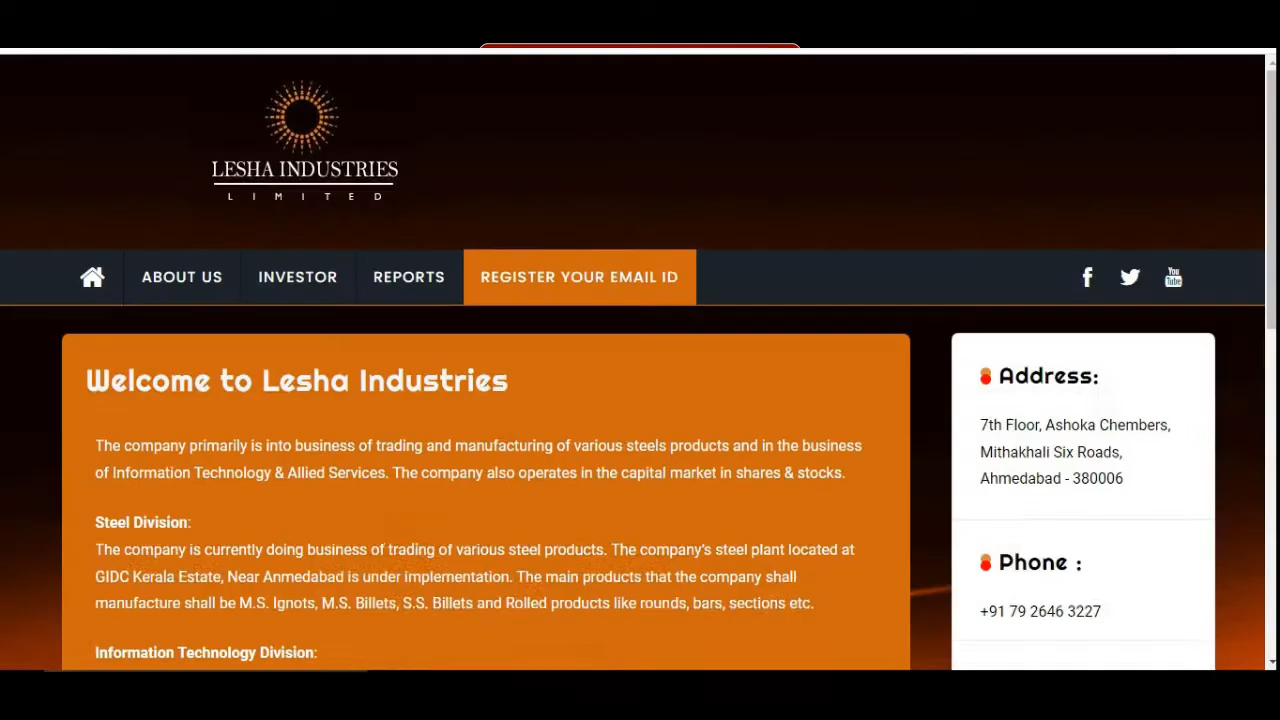 LESHA INDUSTRIES
LIMITED
ABOUT US
INVESTOR
REPORTS
REGISTER YOUR EMAIL ID
You
Tube
Welcome to Lesha Industries
The company primarily is into business of trading and manufacturing of various steels products and in the business
of Information Technology & Allied Services. The company also operates in the capital market in shares & stocks.
Steel Division:
The company is currently doing business of trading of various steel products. The company's steel plant located at
GIDC Kerala Estate, Near Anmedabad is under implementation. The main products that the company shall
manufacture shall be M.S. Ignots, M.S. Billets, S.S. Billets and Rolled products like rounds, bars, sections etc.
Information Technology Division:
Address:
7th Floor, Ashoka Chembers,
Mithakhali Six Roads,
Ahmedabad - 380006
Phone :
+91 79 2646 3227